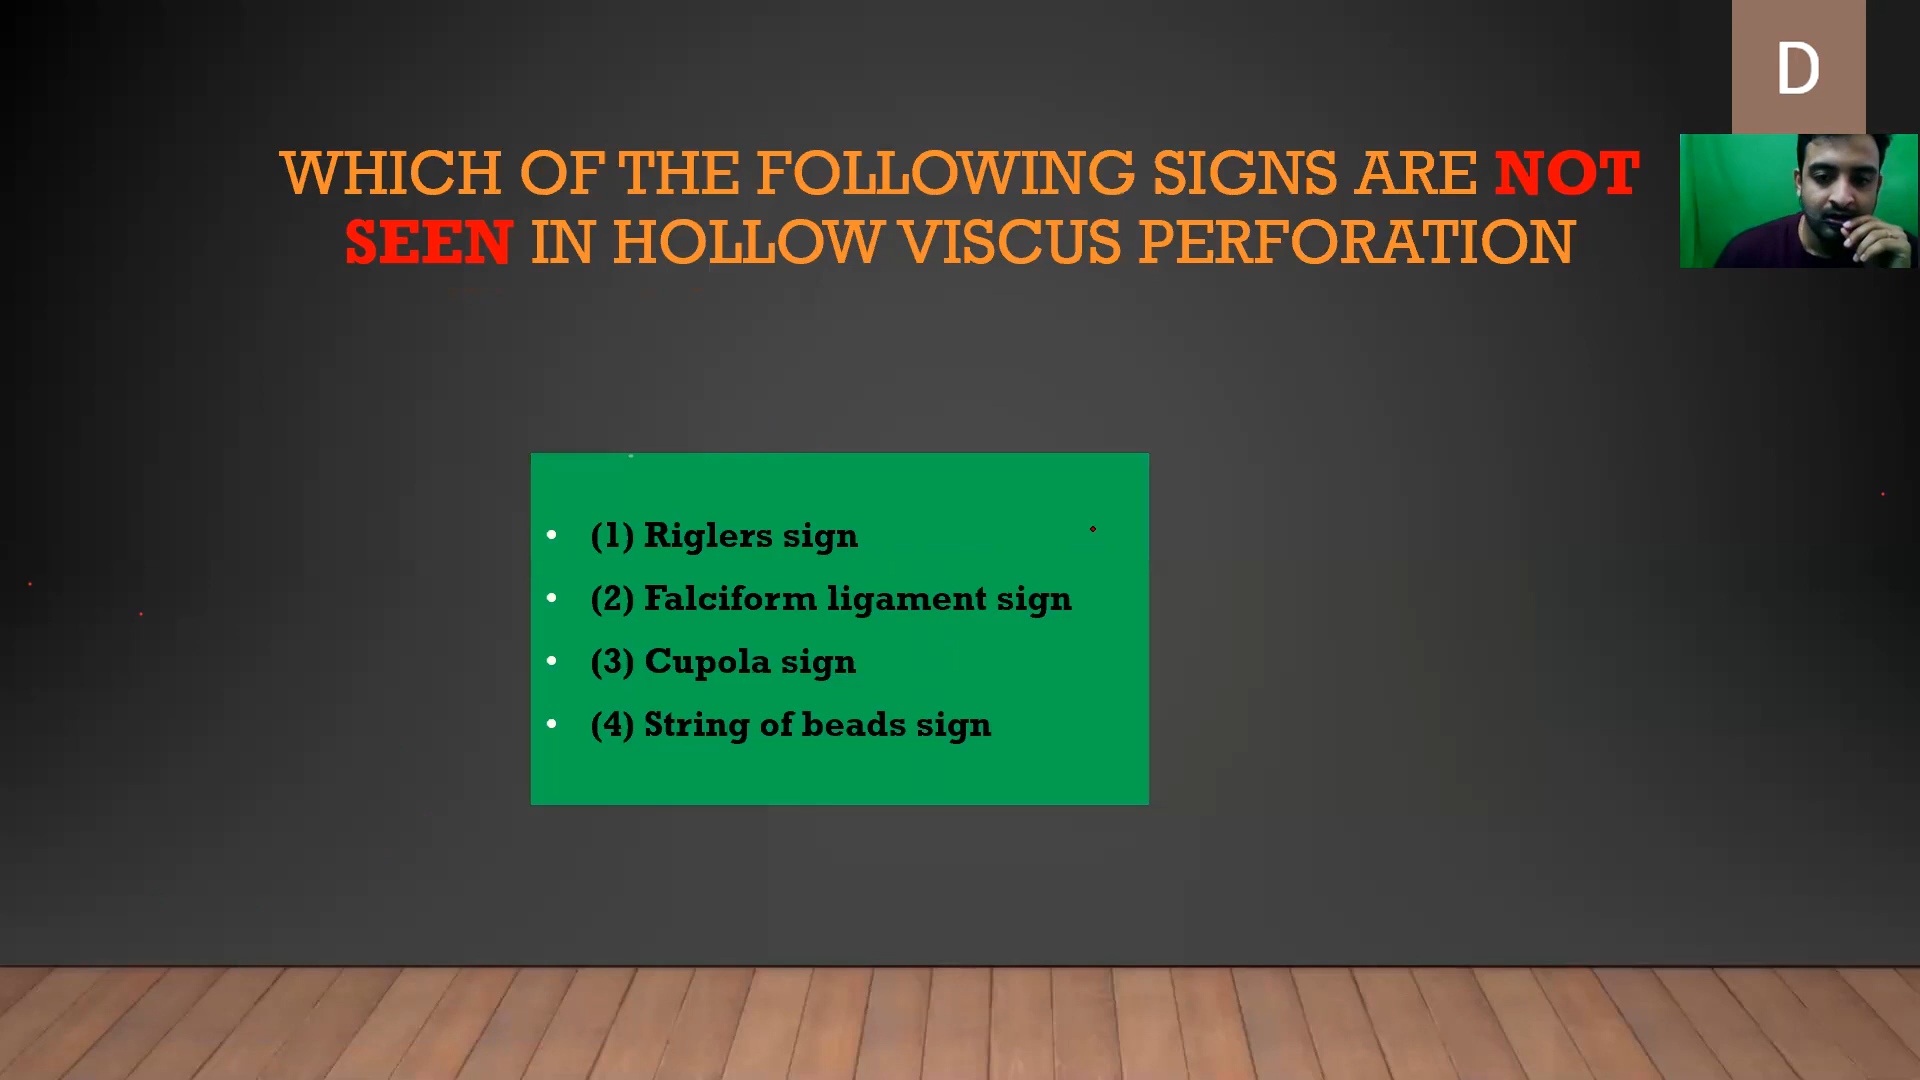 D
WHICH OF THE FOLLOWING SIGNS ARE NOT
SEEN IN HOLLOW VISCUS PERFORATION
• (1) Riglers sign
• (2) Falciform ligament sign
• (3) Cupola sign
• (4) String of beads sign